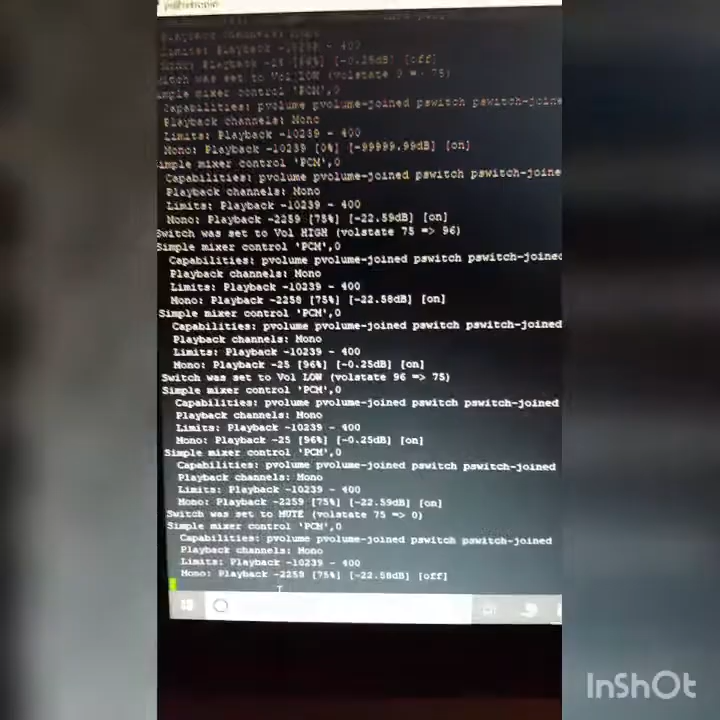 pi@retropie
Playback channels: Mono
Limits: Playback -10239 - 400
Mono: Playback -25 [96%] [-0.25dB] [off]
Switch was set to Vol LOW (volstate 0 => 75)
Simple mixer control 'PCM',0
Capabilities: pvolume pvolume-joined pswitch pswitch-joine
Playback channels: Mono
Limits: Playback -10239 - 400
Mono: Playback -10239 [0%] [-99999.99dB] [on]
imple mixer control 'PCM',0
Capabilities: pvolume pvolume-joined pswitch pswitch-joine
Playback channels: Mono
Limits: Playback -10239 - 400
Mono: Playback -2259 [75%] [-22.59dB] [on]
Switch was set to Vol HIGH (volstate 75 => 96)
Simple mixer control 'PCM',0
Capabilities: pvolume pvolume-joined pswitch pswitch-joined
Playback channels: Mono
Limits: Playback -10239 - 400
Mono: Playback -2258 [75%] [-22.58dB] [on]
Simple mixer control 'PCM',0
Capabilities: pvolume pvolume-joined pswitch pswitch-joined
Playback channels: Mono
Limits: Playback -10239 - 400
Mono: Playback -25 [96%] [-0.25dB] [on]
Switch was set to Vol LOW (volstate 96 => 75)
Simple mixer control 'PCM',0
Capabilities: pvolume pvolume-joined pswitch pswitch-joined
Playback channels: Mono
Limits: Playback -10239 - 400
Mono: Playback -25 [96%] [-0.25dB] [on]
Simple mixer control 'PCM',0
Capabilities: pvolume pvolume-joined pswitch pswitch-joined
Playback channels: Mono
Limits: Playback -10239 - 400
Mono: Playback -2259 [75%] [-22.59dB] [on]
Switch was set to MUTE (volstate 75 => 0)
Simple mixer control 'PCM',0
Capabilities: pvolume pvolume-joined pswitch pswitch-joined
Playback channels: Mono
Limits: Playback -10239 - 400
Mono: Playback -2258 [75%] [-22.58dB] [off]
InShOt